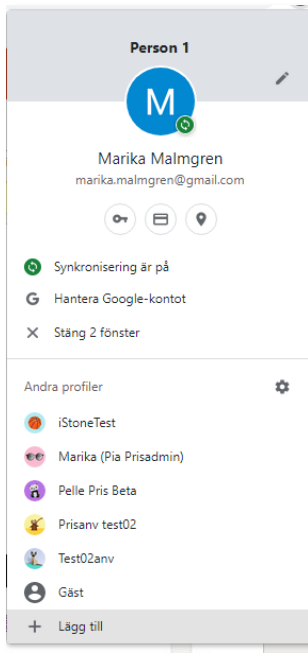 Person 1
M
Marika Malmgren
marika.malmgren@gmail.com
Synkronisering är på
G Hantera Google-kontot
Stäng 2 fönster
Andra profiler
iStoneTest
Marika (Pia Prisadmin)
Pelle Pris Beta
Prisanv test02
Test02anv
Gäst
Lägg till